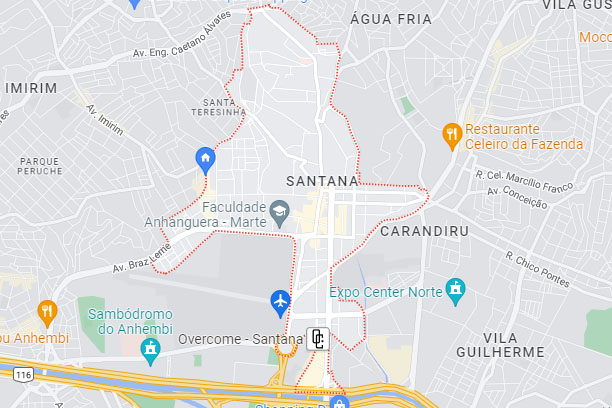 VILA GUS
ÁGUA FRIA
Av. Eng. Caetano Álvares
Moco
IMIRIM
SANTA
TERESINHA
Av. Imirim
Restaurante
Celeiro da Fazenda
PARQUE
PERUCHE
SANTANA
R. Cel. Marcílio Franco
Av. Conceição
Faculdade
Anhanguera - Marte
CARANDIRU
Av. Braz Leme
R. Chico Pontes
Expo Center Norte
Sambódromo
do Anhembi
ou Anhembi
Overcome - Santana
VILA
GUILHERME
116
Shopping D